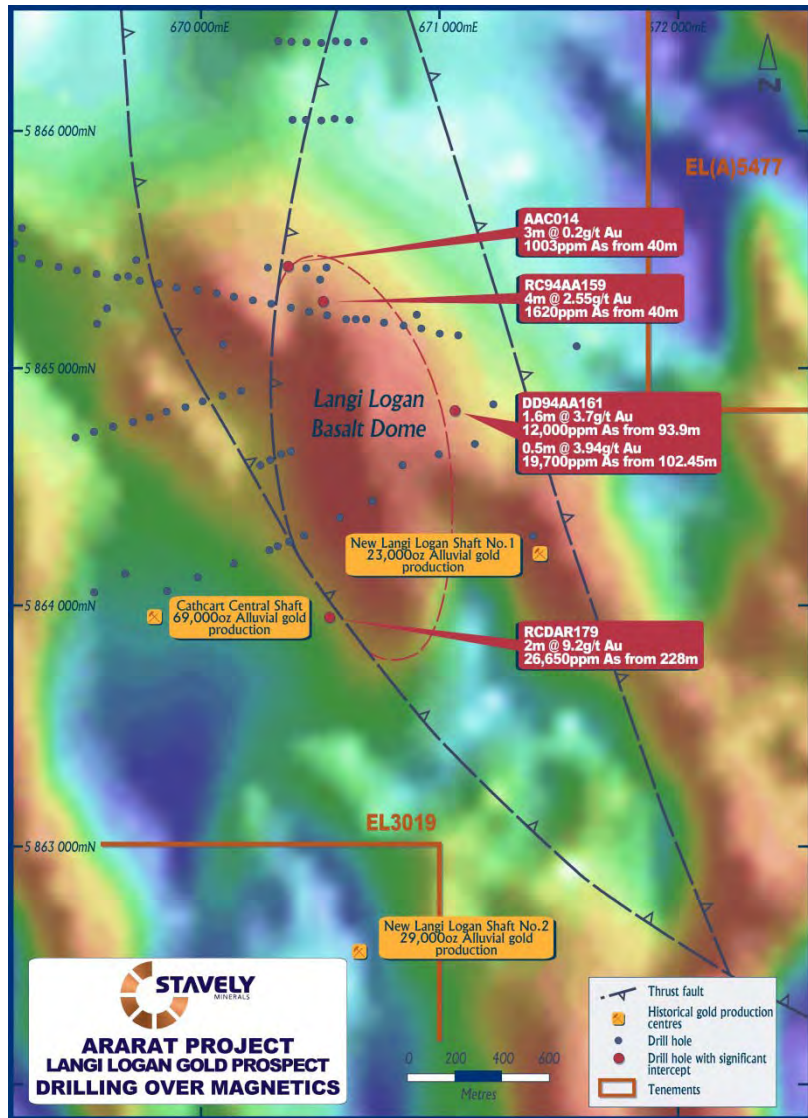 670 000mE
671 000mE
672 000mE
N
5 866 000mN
EL(A)5477
AAC014
3m @ 0.2g/t Au
1003ppm As from 40m
RC94AA159
4m @ 2.55g/t Au
1620ppm As from 40m
5 865 000mN
Langi Logan
Basalt Dome
DD94AA161
1.6m @ 3.7g/t Au
12,000ppm As from 93.9m
0.5m @ 3.94g/t Au
19,700ppm As from 102.45m
New Langi Logan Shaft No.1
23,000oz Alluvial gold
production
5 864 000mN
Cathcart Central Shaft
69,000oz Alluvial gold
production
RCDAR179
2m @ 9.2g/t Au
26,650ppm As from 228m
5 863 000mN
EL3019
New Langi Logan Shaft No.2
29,000oz Alluvial gold
production
STAVELY
MINERALS
ARARAT PROJECT
LANGI LOGAN GOLD PROSPECT
DRILLING OVER MAGNETICS
0 200 400 600
Metres
Thrust fault
Historical gold production
centres
Drill hole
Drill hole with significant
intercept
Tenements